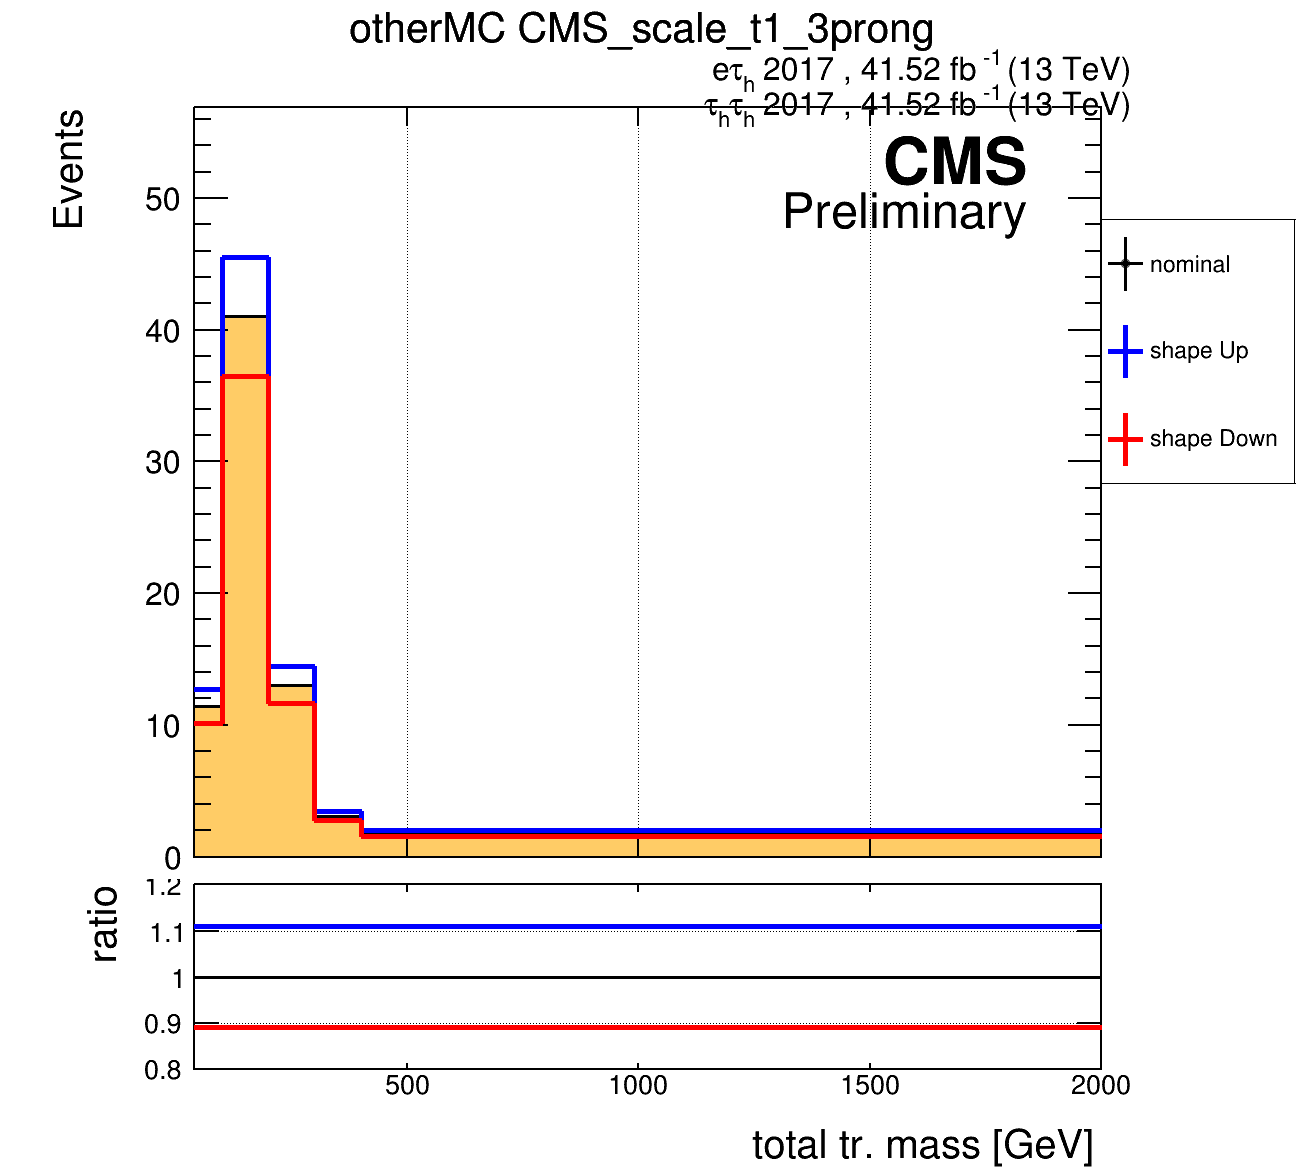 otherMC CMS_scale_t1_3prong
eτh 2017 , 41.52 fb-1 (13 TeV)
τhτh 2017 , 41.52 fb-1 (13 TeV)
CMS
Preliminary
Events
50
40
30
20
10
0
nominal
shape Up
shape Down
ratio
1.2
1.1
1
0.9
0.8
500
1000
1500
2000
total tr. mass [GeV]